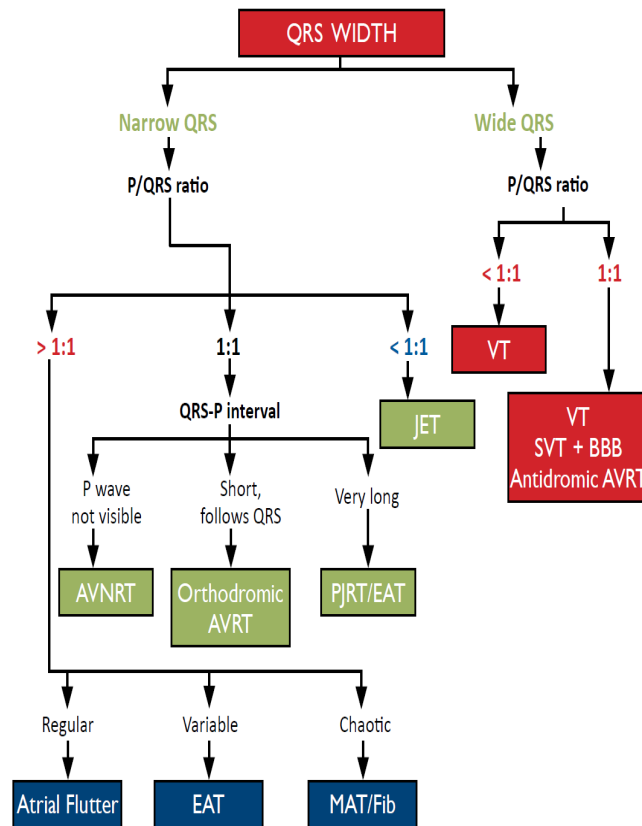 QRS WIDTH
Narrow QRS
Wide QRS
P/QRS ratio
P/QRS ratio
< 1:1
1:1
> 1:1
1:1
< 1:1
VT
QRS-P interval
JET
VT
SVT + BBB
Antidromic AVRT
P wave
not visible
Short,
follows QRS
Very long
AVNRT
Orthodromic
AVRT
PJRT/EAT
Regular
Variable
Chaotic
Atrial Flutter
EAT
MAT/Fib